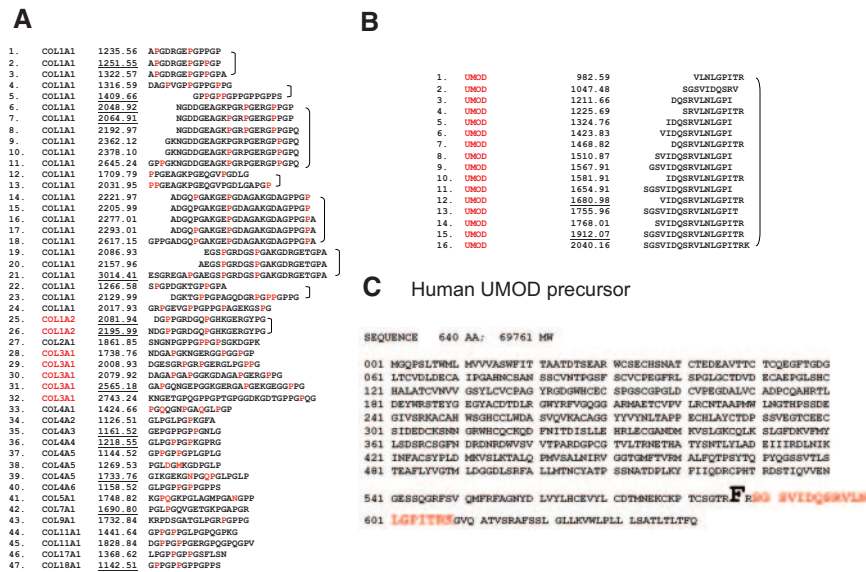 A
1. COL1A1 1235.56 APGDRGEPGPPGP
2. COL1A1 1251.55 APGDRGEPGPPGP
3. COL1A1 1322.57 APGDRGEPGPPGPA
4. COL1A1 1316.59 DAGPVGPPGPPGPPG
5. COL1A1 1409.66 GPPGPPGPPGPPGPPS
6. COL1A1 2048.92 NGDDGEAGKPGRPGERGPPGP
7. COL1A1 2064.91 NGDDGEAGKPGRPGERGPPGP
8. COL1A1 2192.97 NGDDGEAGKPGRPGERGPPGPQ
9. COL1A1 2362.12 GKNGDDGEAGKPGRPGERGPPGPQ
10. COL1A1 2378.10 GKNGDDGEAGKPGRPGERGPPGPQ
11. COL1A1 2645.24 GPPGKNGDDGEAGKPGRPGERGPPGPQ
12. COL1A1 1709.79 PPGEAGKPGEQGVPGDLG
13. COL1A1 2031.95 PPGEAGKPGEQGVPGDLGAPGP
14. COL1A1 2221.97 ADGQPGAKGEPGDAGAKGDAGPPGP
15. COL1A1 2205.99 ADGQPGAKGEPGDAGAKGDAGPPGP
16. COL1A1 2277.01 ADGQPGAKGEPGDAGAKGDAGPPGPA
17. COL1A1 2293.01 ADGQPGAKGEPGDAGAKGDAGPPGPA
18. COL1A1 2617.15 GPPGADGQPGAKGEPGDAGAKGDAGPPGPA
19. COL1A1 2086.93 EGSPGRDGSPGAKGDRGETGPA
20. COL1A1 2157.96 AEGSPGRDGSPGAKGDRGETGPA
21. COL1A1 3014.41 ESGREGAPGAEGSPGRDGSPGAKGDRGETGPA
22. COL1A1 1266.58 SPGPDGKTGPPGPA
23. COL1A1 2129.99 DGKTGPPGPAGQDGRPGPPGPPG
24. COL1A1 2017.93 GRPGEVGPPGPPGPAGEKGSPG
25. COL1A2 2081.94 DGPPGRDGQPGHKGERGYPG
26. COL1A2 2195.99 NDGPPGRDGQPGHKGERGYPG
27. COL2A1 1861.85 SNGNPGPPGPPGPSGKDGPK
28. COL3A1 1738.76 NDGAPGKNGERGGPGGPGP
29. COL3A1 2008.93 DGESGRPGRPGERGLPGPPG
30. COL3A1 2079.92 DAGAPGAPGGKGDAGAPGERGPPG
31. COL3A1 2565.18 GAPGQNGEPGGKGERGAPGEKGEGGPPG
32. COL3A1 2743.24 KNGETGPQGPPGPTGPGGDKGDTGPPGPQG
33. COL4A1 1424.66 PGQQGNPGAQGLPGP
34. COL4A2 1126.51 GLPGLPGPKGFA
35. COL4A3 1161.52 GEPGPPGPPGNLG
36. COL4A4 1218.55 GLPGPPGPKGPRG
37. COL4A5 1144.52 GPPGFPGLPGPLG
38. COL4A5 1269.53 PGLDGMKGDPGLP
39. COL4A5 1733.76 GIKGEKGNPGQPGLPGLP
40. COL4A6 1158.52 GLPGPPGPPGPPS
41. COL5A1 1748.82 KGPQGKPGLAGMPGANGPP
42. COL7A1 1690.80 PGLPGQVGETGKPGAPGR
43. COL9A1 1732.84 KRPDSGATGLPGRPGPPG
44. COL11A1 1441.64 GPPGPPGLPGPQGPKG
45. COL11A1 1828.84 DGPPGPPGERGPQGPQGPV
46. COL17A1 1368.62 LPGPPGPPGSFLSN
47. COL18A1 1142.51 GPPGPPGPPGPPS
B
1. UMOD 982.59 VLNLGPITR
2. UMOD 1047.48 SGSVIDQSRV
3. UMOD 1211.66 DQSRVLNLGPI
4. UMOD 1225.69 SRVLNLGPITR
5. UMOD 1324.76 IDQSRVLNLGPI
6. UMOD 1423.83 VIDQSRVLNLGPI
7. UMOD 1468.82 DQSRVLNLGPITR
8. UMOD 1510.87 SVIDQSRVLNLGPI
9. UMOD 1567.91 GSVIDQSRVLNLGPI
10. UMOD 1581.91 IDQSRVLNLGPITR
11. UMOD 1654.91 SGSVIDQSRVLNLGPI
12. UMOD 1680.98 VIDQSRVLNLGPITR
13. UMOD 1755.96 SGSVIDQSRVLNLGPIT
14. UMOD 1768.01 SVIDQSRVLNLGPITR
15. UMOD 1912.07 SGSVIDQSRVLNLGPITR
16. UMOD 2040.16 SGSVIDQSRVLNLGPITRK
C Human UMOD precursor
SEQUENCE 640 AA; 69761 MW
001 MGQPSLTWML MVVVASWFIT TAATDTSEAR WCSECHSNAT CTEDEAVTTC TCQEGFTGDG
061 LTCVDLDECA IPGAHNCSAN SSCVNTPGSF SCVCPEGFRL SPGLGCTDVD ECAEPGLSHC
121 HALATCVNVV GSYLCVCPAG YRGDGWHCEC SPGSCGPGLD CVPEGDALVC ADPCQAHRTL
181 DEYWRSTEYG EGYACDTDLR GWYRFVGQGG ARMAETCVPV LRCNTAAPMW LNGTHPSSDE
241 GIVSRKACAH WSGHCCLWDA SVQVKACAGG YYVYNLTAPP ECHLAYCTDP SSVEGTCEEC
301 SIDEDCKSNN GRWHCQCKQD FNITDISLLE HRLECGANDM KVSLGKCQLK SLGFDKVFMY
361 LSDSRCSGFN DRDNRDWVSV VTPARDGPCG TVLTRNETHA TYSNTLYLAD EIIIRDLNIK
421 INFACSYPLD MKVSLKTALQ PMVSALNIRV GGTGMFTVRM ALFQTPSYTQ PYQGSSVTLS
481 TEAFLYVGTM LDGGDLSRFA LLMTNCYATP SSNATDPLKY FIIQDRCPHT RDSTIQVVEN
541 GESSQGRFSV QMFRFAGNYD LVYLHCEVYL CDTMNEKCKP TCSGTRFRSG SVIDQSRVLN
601 LGPITRKGVQ ATVSRAFSSL GLLKVWLPLL LSATLTLTFQ